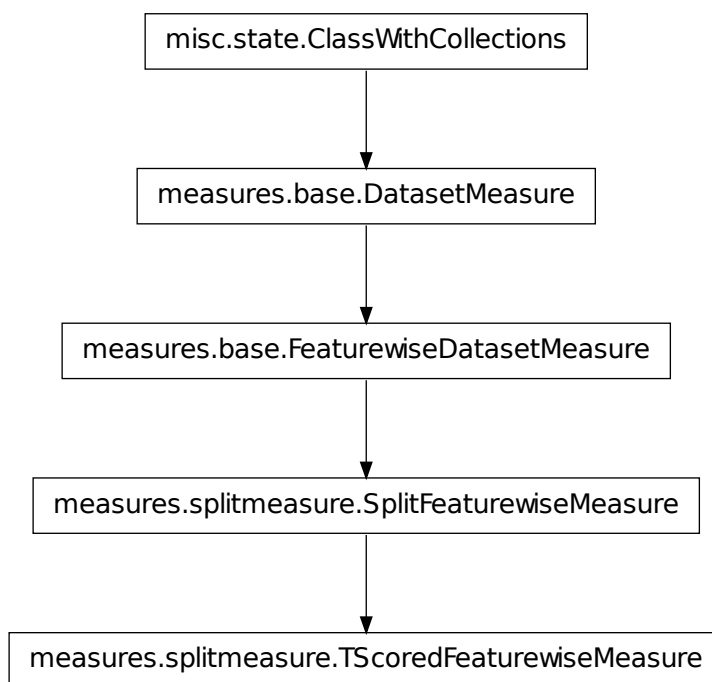 misc.state.ClassWithCollections
measures.base.DatasetMeasure
measures.base.FeaturewiseDatasetMeasure
measures.splitmeasure.SplitFeaturewiseMeasure
measures.splitmeasure.TScoredFeaturewiseMeasure